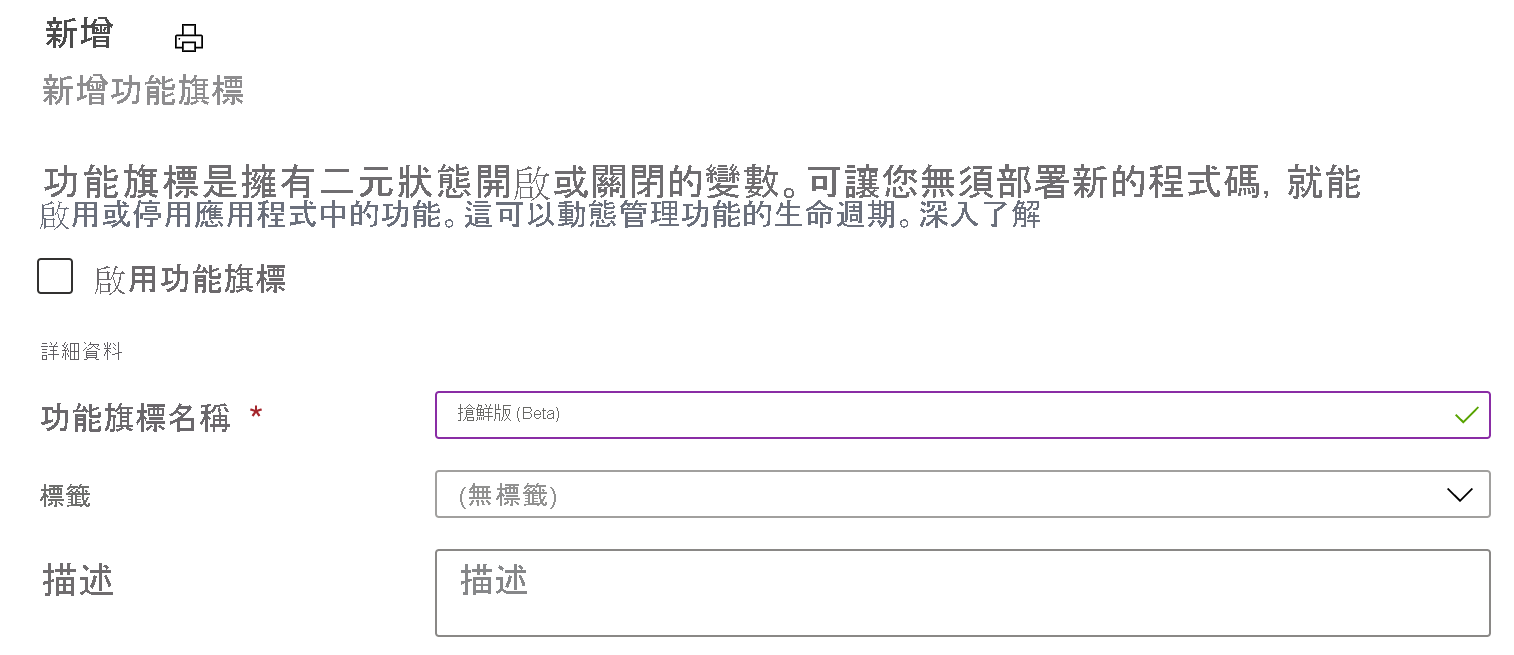 新增
新增功能旗標
功能旗標是擁有二元狀態開啟或關閉的變數。可讓您無須部署新的程式碼, 就能
啟用或停用應用程式中的功能。這可以動態管理功能的生命週期。深入了解
啟用功能旗標
詳細資料
功能旗標名稱 * 搶鮮版 (Beta)
標籤 (無標籤)
描述 描述